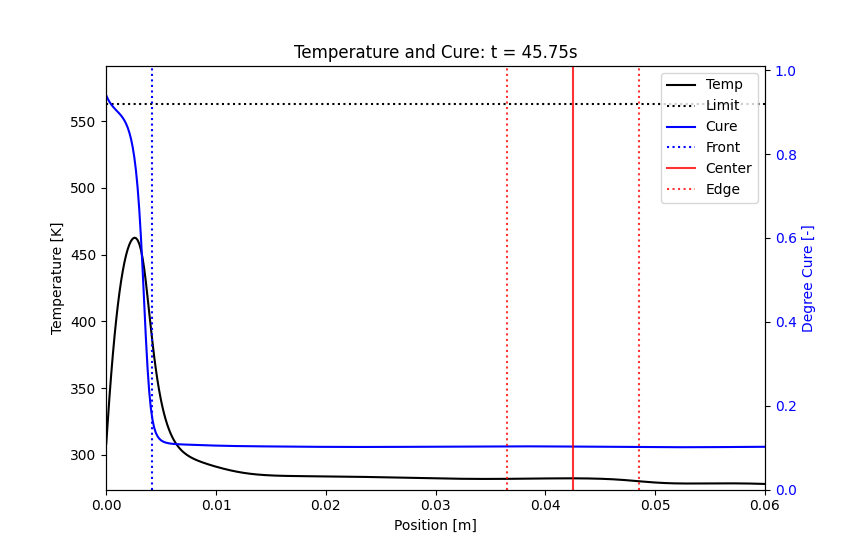 Temperature and Cure: t = 45.75s
Temperature [K]
550
500
450
400
350
300
Temp
Limit
Cure
Front
Center
Edge
1.0
0.8
0.6
0.4
0.2
0.0
Degree Cure [-]
0.00 0.01 0.02 0.03 0.04 0.05 0.06
Position [m]